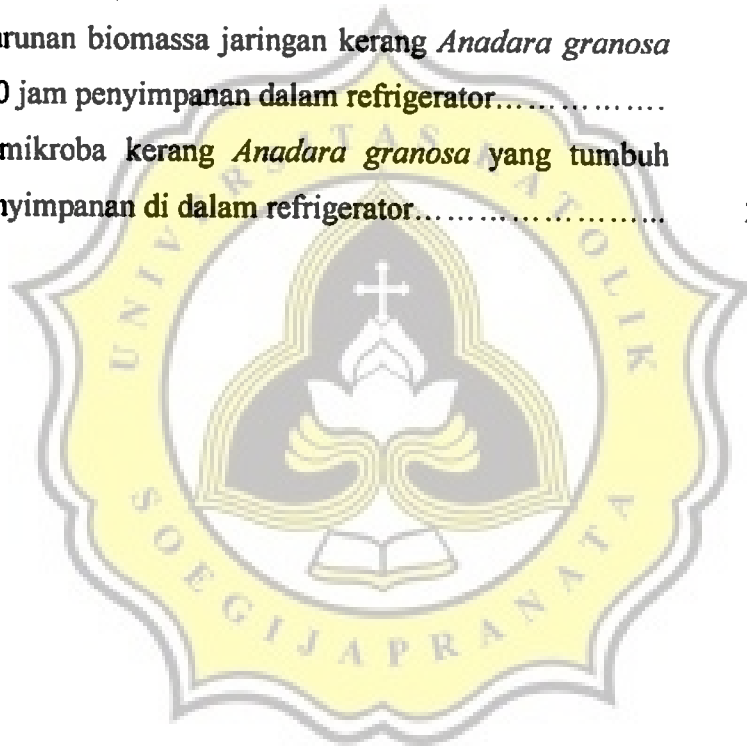 runan biomassa jaringan kerang Anadara granosa
0 jam penyimpanan dalam refrigerator................
mikroba kerang Anadara granosa yang tumbuh
nyimpanan di dalam refrigerator........................
UNIVERSITAS KATOLIK
SOEGIJAPRANATA